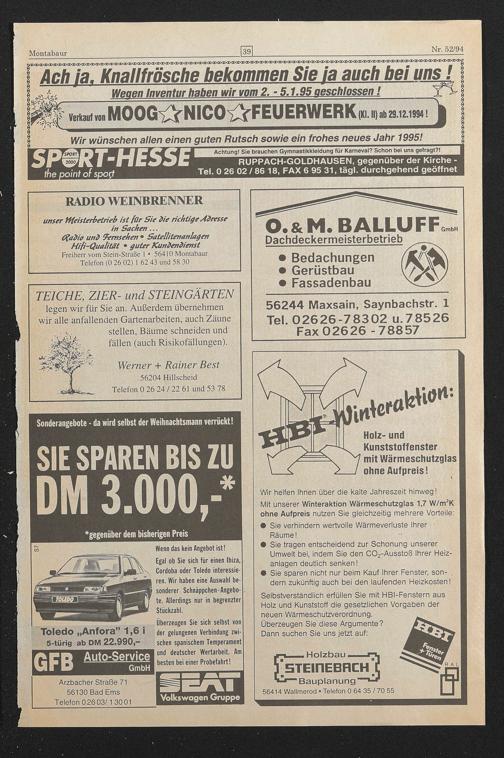 Montabaur
39
Nr. 52/94
Ach ja, Knallfrösche bekommen Sie ja auch bei uns !
Wegen Inventur haben wir vom 2. - 5.1.95 geschlossen !
Verkauf von MOOG NICO FEUERWERK (Kl. II) ab 29.12.1994 !
Wir wünschen allen einen guten Rutsch sowie ein frohes neues Jahr 1995!
SPORT-HESSE
SPORT 2000
the point of sport
Achtung! Sie brauchen Gymnastikkleidung für Karneval? Schon bei uns gefragt?!
RUPPACH-GOLDHAUSEN, gegenüber der Kirche -
Tel. 0 26 02 / 86 18, FAX 6 95 31, tägl. durchgehend geöffnet
RADIO WEINBRENNER
unser Meisterbetrieb ist für Sie die richtige Adresse
in Sachen ...
Radio und Fernsehen • Satellitenanlagen
Hifi-Qualität • guter Kundendienst
Freiherr vom Stein-Straße 1 • 56410 Montabaur
Telefon (0 26 02) 1 62 43 und 58 30
TEICHE, ZIER- und STEINGÄRTEN
legen wir für Sie an. Außerdem übernehmen
wir alle anfallenden Gartenarbeiten, auch Zäune
stellen, Bäume schneiden und
fällen (auch Risikofällungen).
Werner + Rainer Best
56204 Hillscheid
Telefon 0 26 24 / 22 61 und 53 78
O. & M. BALLUFF GmbH
Dachdeckermeisterbetrieb
● Bedachungen
● Gerüstbau
● Fassadenbau
56244 Maxsain, Saynbachstr. 1
Tel. 02626-78302 u. 78526
Fax 02626-78857
Sonderangebote - da wird selbst der Weihnachtsmann verrückt!
SIE SPAREN BIS ZU
DM 3.000,-*
*gegenüber dem bisherigen Preis
Wenn das kein Angebot ist!
Egal ob Sie sich für einen Ibiza,
Cordoba oder Toledo interessie-
ren. Wir haben eine Auswahl be-
sonderer Schnäppchen-Angebo-
te. Allerdings nur in begrenzter
Stückzahl.
Überzeugen Sie sich selbst von
der gelungenen Verbindung zwi-
schen spanischem Temperament
und deutscher Wertarbeit. Am
besten bei einer Probefahrt!
TOLEDO
Toledo „Anfora" 1,6 i
5-türig ab DM 22.990,–
GFB Auto-Service GmbH
Arzbacher Straße 71
56130 Bad Ems
Telefon 0 26 03 / 1 30 01
SEAT
Volkswagen Gruppe
HBI-Winteraktion:
Holz- und
Kunststoffenster
mit Wärmeschutzglas
ohne Aufpreis !
Wir helfen Ihnen über die kalte Jahreszeit hinweg!
Mit unserer Winteraktion Wärmeschutzglas 1,7 W/m²K
ohne Aufpreis nutzen Sie gleichzeitig mehrere Vorteile:
● Sie verhindern wertvolle Wärmeverluste Ihrer
Räume!
● Sie tragen entscheidend zur Schonung unserer
Umwelt bei, indem Sie den CO₂-Ausstoß Ihrer Heiz-
anlagen deutlich senken!
● Sie sparen nicht nur beim Kauf Ihrer Fenster, son-
dern zukünftig auch bei den laufenden Heizkosten!
Selbstverständlich erfüllen Sie mit HBI-Fenstern aus
Holz und Kunststoff die gesetzlichen Vorgaben der
neuen Wärmeschutzverordnung.
Überzeugen Sie diese Argumente?
Dann suchen Sie uns jetzt auf:
HBI
Fenster
+ Türen
RAL
Holzbau
STEINEBACH
Bauplanung
56414 Wallmerod • Telefon 0 64 35 / 70 55